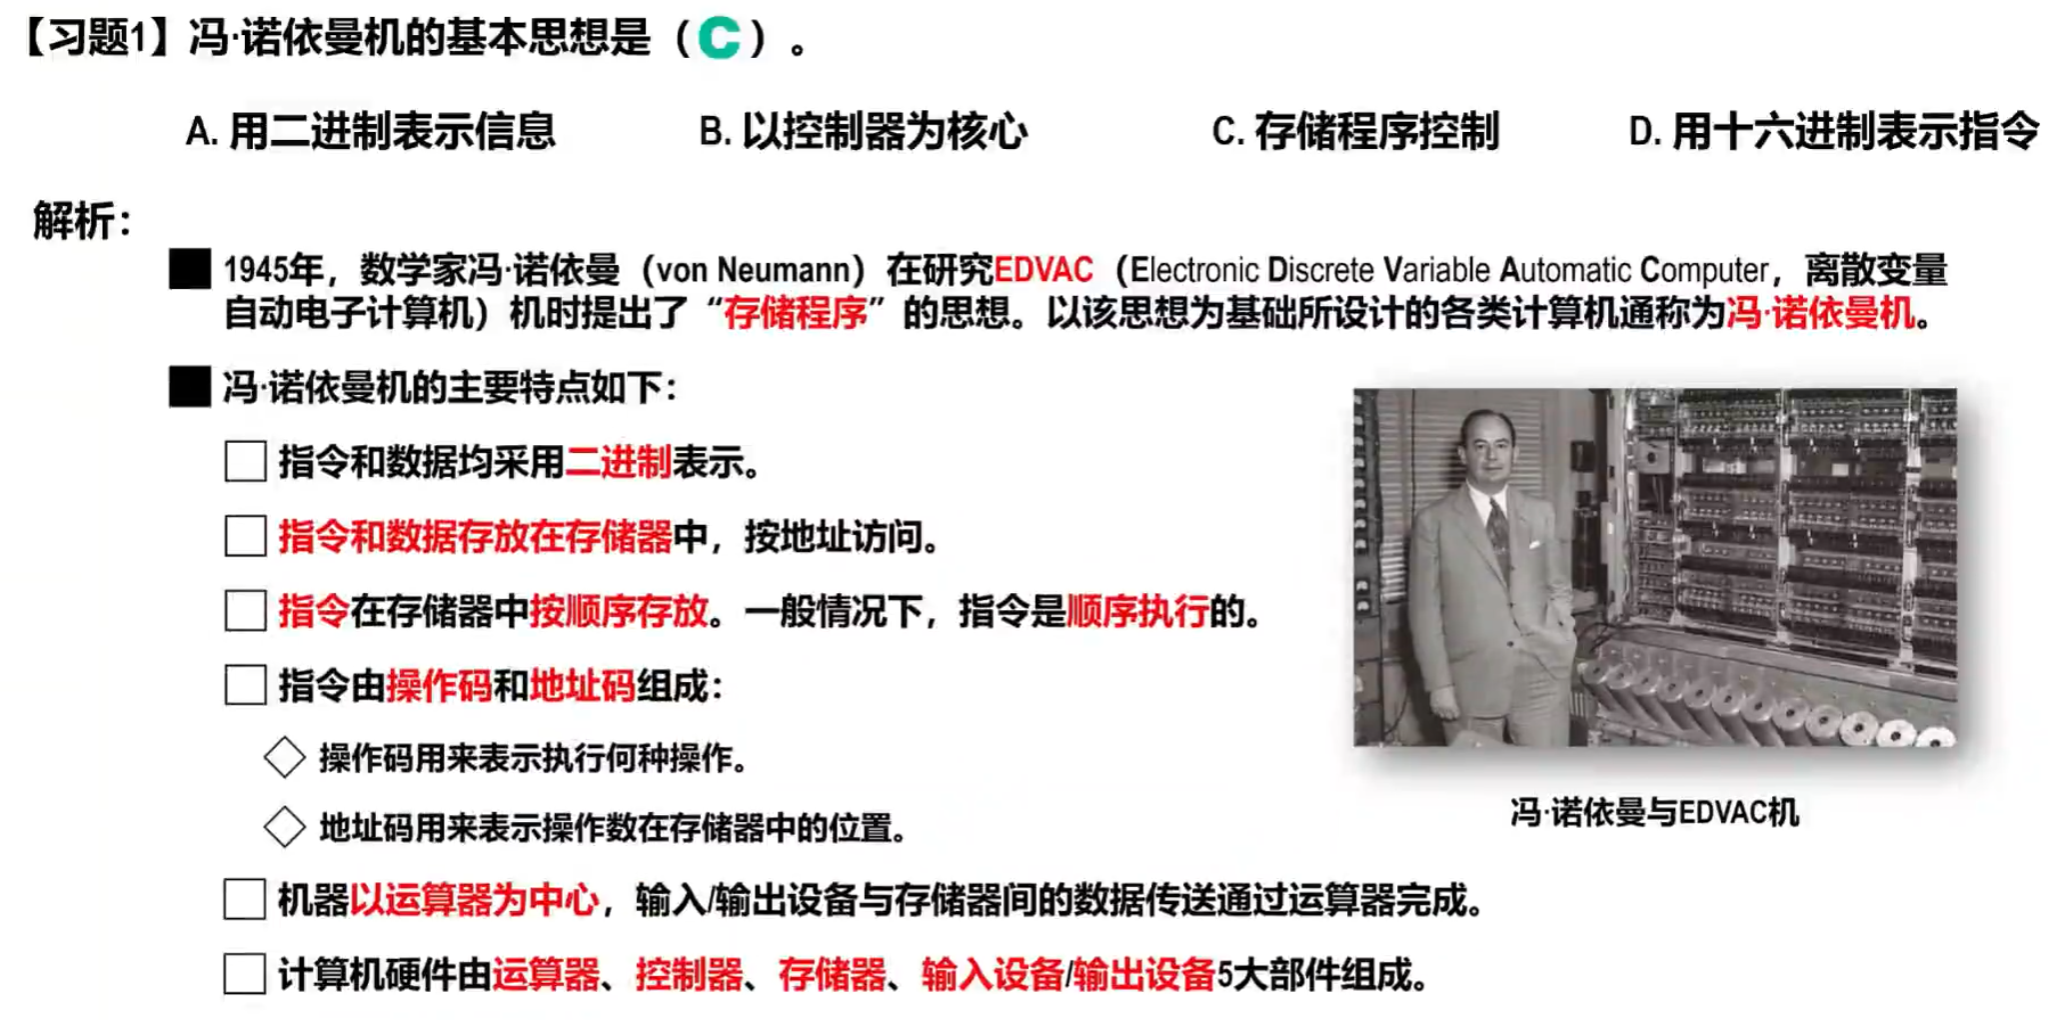 【习题1】冯·诺依曼机的基本思想是（C）。
A. 用二进制表示信息 B. 以控制器为核心 C. 存储程序控制 D. 用十六进制表示指令
解析：
1945年，数学家冯·诺依曼（von Neumann）在研究EDVAC（Electronic Discrete Variable Automatic Computer，离散变量
自动电子计算机）机时提出了“存储程序”的思想。以该思想为基础所设计的各类计算机通称为冯·诺依曼机。
冯·诺依曼机的主要特点如下：
指令和数据均采用二进制表示。
指令和数据存放在存储器中，按地址访问。
指令在存储器中按顺序存放。一般情况下，指令是顺序执行的。
指令由操作码和地址码组成：
操作码用来表示执行何种操作。
地址码用来表示操作数在存储器中的位置。
冯·诺依曼与EDVAC机
机器以运算器为中心，输入/输出设备与存储器间的数据传送通过运算器完成。
计算机硬件由运算器、控制器、存储器、输入设备/输出设备5大部件组成。